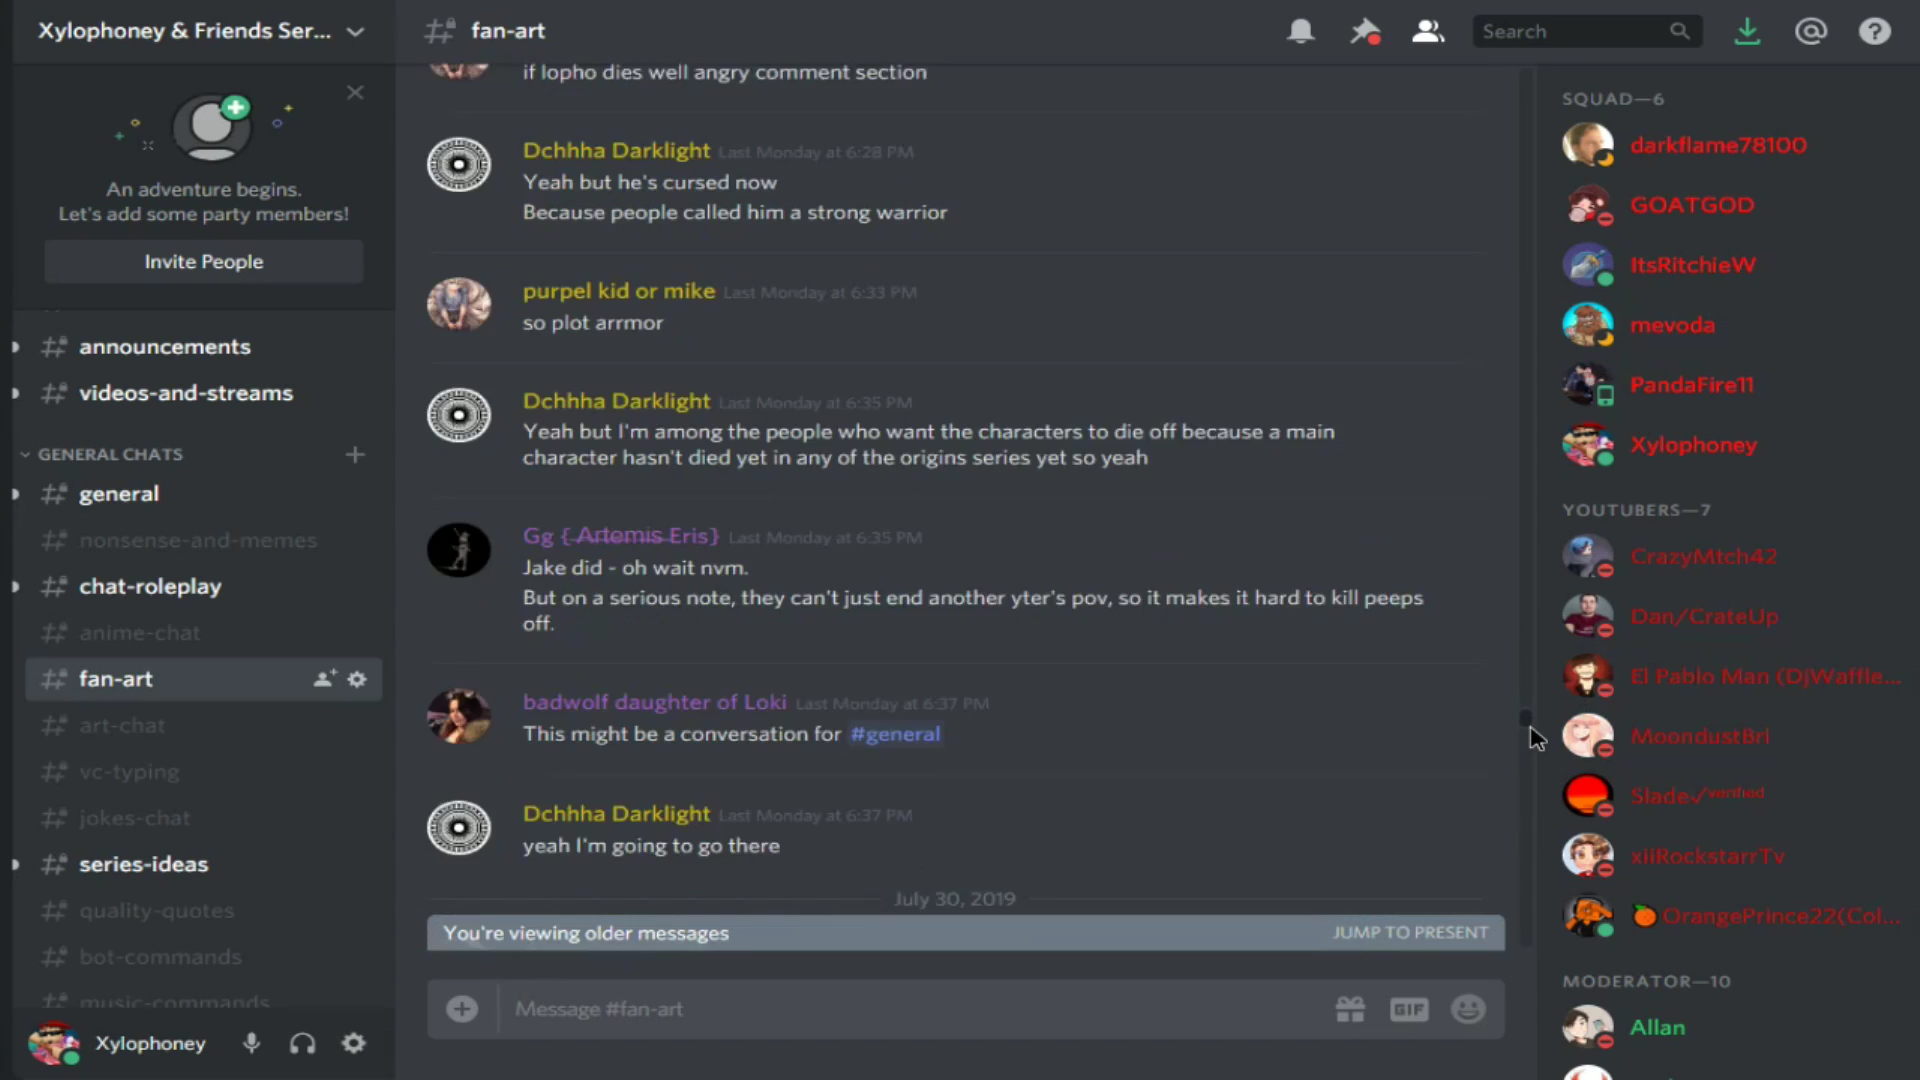 Xylophoney & Friends Ser...
An adventure begins.
Let's add some party members!
Invite People
announcements
videos-and-streams
GENERAL CHATS
general
nonsense-and-memes
chat-roleplay
anime-chat
fan-art
art-chat
vc-typing
jokes-chat
series-ideas
quality-quotes
bot-commands
music-commands
Xylophoney
fan-art
Search
if lopho dies well angry comment section
Dchhha Darklight Last Monday at 6:28 PM
Yeah but he's cursed now
Because people called him a strong warrior
purpel kid or mike Last Monday at 6:33 PM
so plot arrmor
Dchhha Darklight Last Monday at 6:35 PM
Yeah but I'm among the people who want the characters to die off because a main
character hasn't died yet in any of the origins series yet so yeah
Gg { Artemis Eris} Last Monday at 6:35 PM
Jake did - oh wait nvm.
But on a serious note, they can't just end another yter's pov, so it makes it hard to kill peeps
off.
badwolf daughter of Loki Last Monday at 6:37 PM
This might be a conversation for #general
Dchhha Darklight Last Monday at 6:37 PM
yeah I'm going to go there
July 30, 2019
You're viewing older messages JUMP TO PRESENT
Message #fan-art
GIF
SQUAD—6
darkflame78100
GOATGOD
ItsRitchieW
mevoda
PandaFire11
Xylophoney
YOUTUBERS—7
CrazyMtch42
Dan/CrateUp
El Pablo Man (DjWaffle...
MoondustBri
Slade✓verified
xiiRockstarrTv
OrangePrince22(Col...
MODERATOR—10
Allan